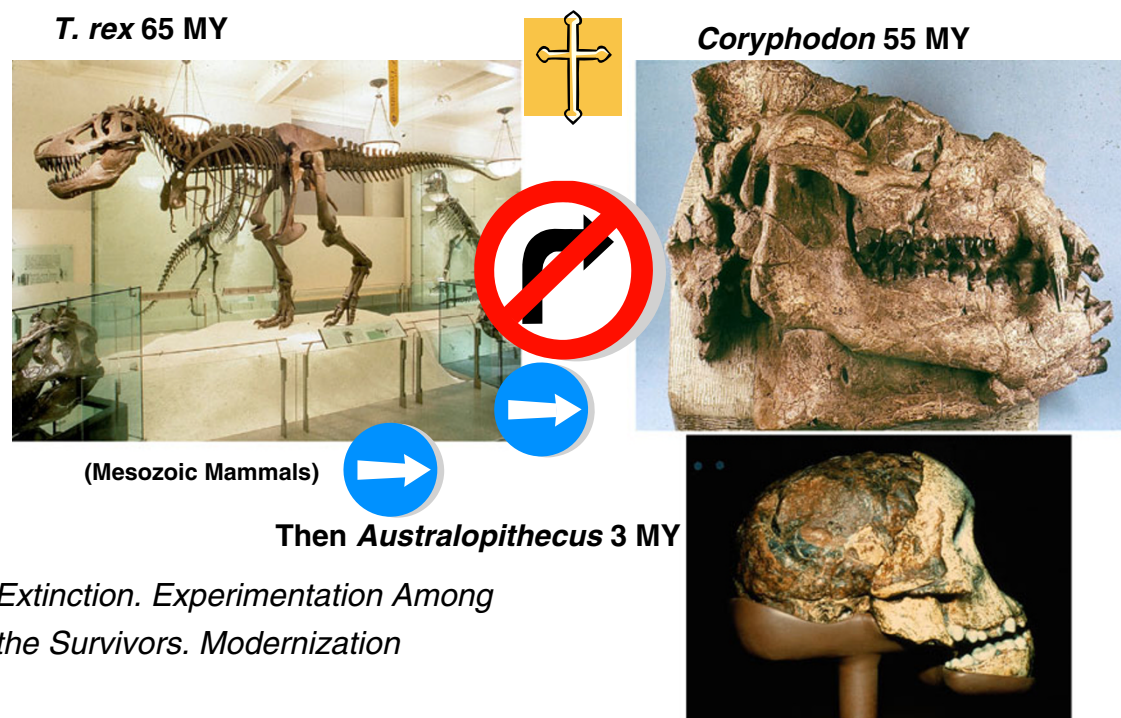 T. rex 65 MY
Coryphodon 55 MY
(Mesozoic Mammals)
Then Australopithecus 3 MY
Extinction. Experimentation Among
the Survivors. Modernization